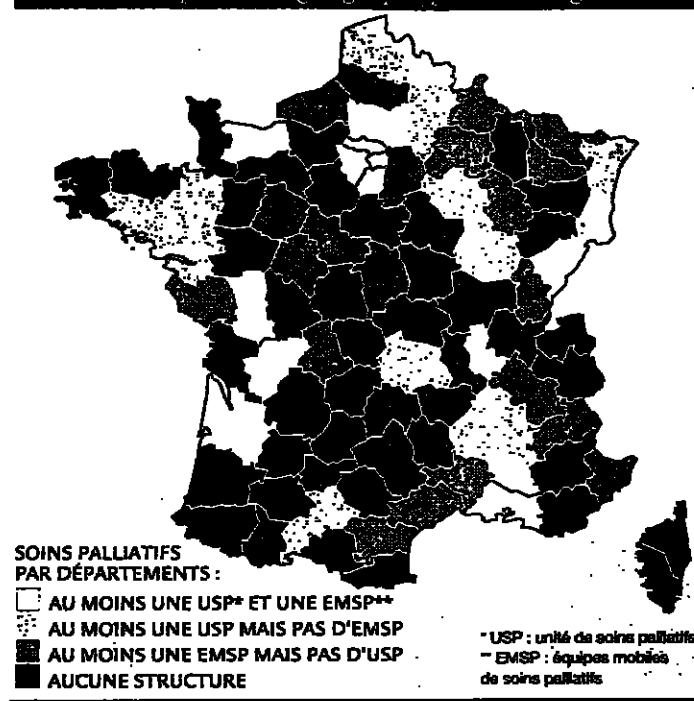 SOINS PALLIATIFS
PAR DÉPARTEMENTS :
AU MOINS UNE USP* ET UNE EMSP**
AU MOINS UNE USP MAIS PAS D'EMSP
AU MOINS UNE EMSP MAIS PAS D'USP
AUCUNE STRUCTURE
* USP : unité de soins palliatifs
** EMSP : équipes mobiles
de soins palliatifs